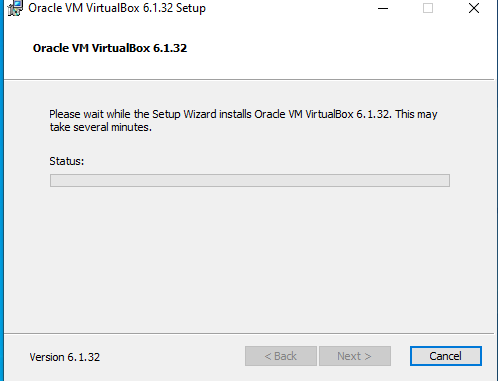 Oracle VM VirtualBox 6.1.32 Setup
Oracle VM VirtualBox 6.1.32
Please wait while the Setup Wizard installs Oracle VM VirtualBox 6.1.32. This may
take several minutes.
Status:
Version 6.1.32
< Back
Next >
Cancel